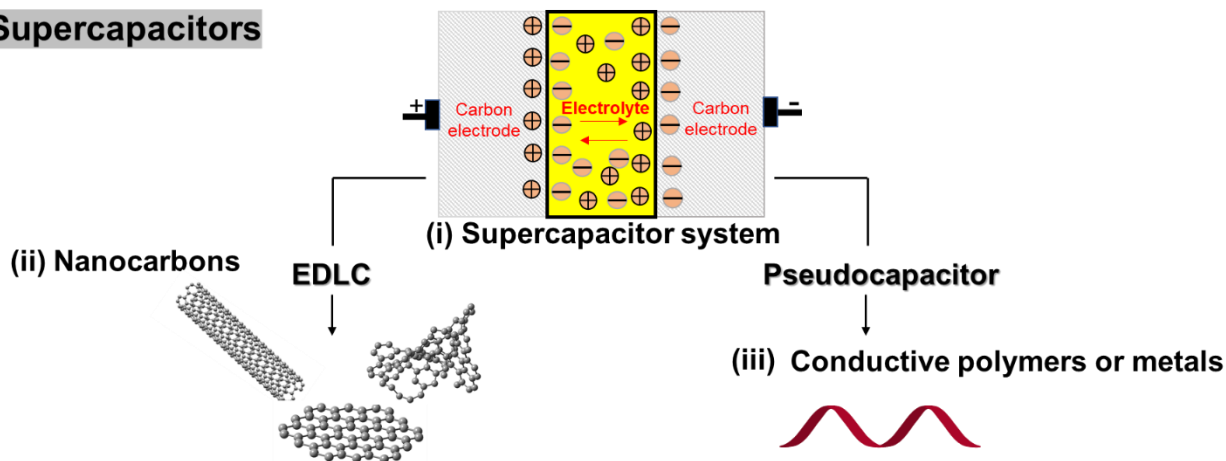 Supercapacitors
+
Carbon
electrode
Electrolyte
Carbon
electrode
-
(i) Supercapacitor system
(ii) Nanocarbons
EDLC
Pseudocapacitor
(iii) Conductive polymers or metals